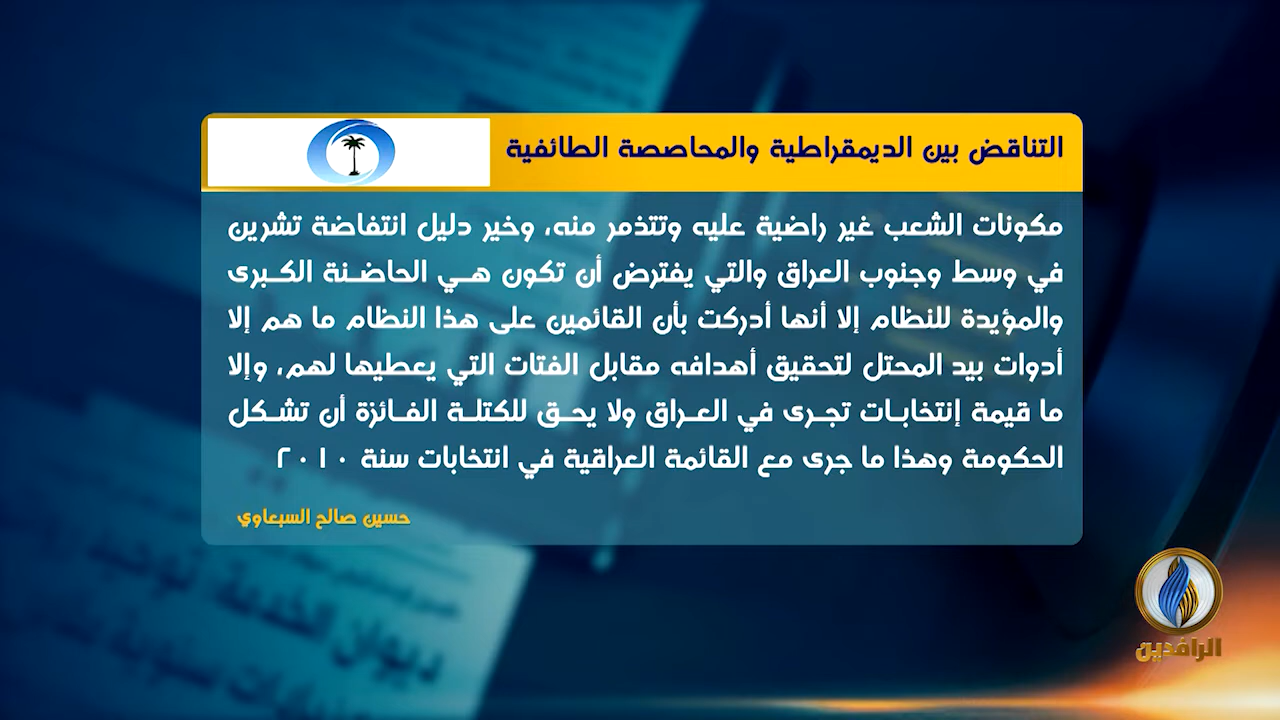 التناقض بين الديمقراطية والمحاصصة الطائفية
مكونات الشعب غير راضية عليه وتتذمر منه، وخير دليل انتفاضة تشرين
في وسط وجنوب العراق والتي يفترض أن تكون هي الحاضنة الكبرى
والمؤيدة للنظام إلا أنها أدركت بأن القائمين على هذا النظام ما هم إلا
أدوات بيد المحتل لتحقيق أهدافه مقابل الفتات التي يعطيها لهم، وإلا
ما قيمة إنتخابات تجرى في العراق ولا يحق للكتلة الفائزة أن تشكل
الحكومة وهذا ما جرى مع القائمة العراقية في انتخابات سنة ٢٠١٠
حسين صالح السبعاوي
ديوان الخدمة: توحيد
الرافدين